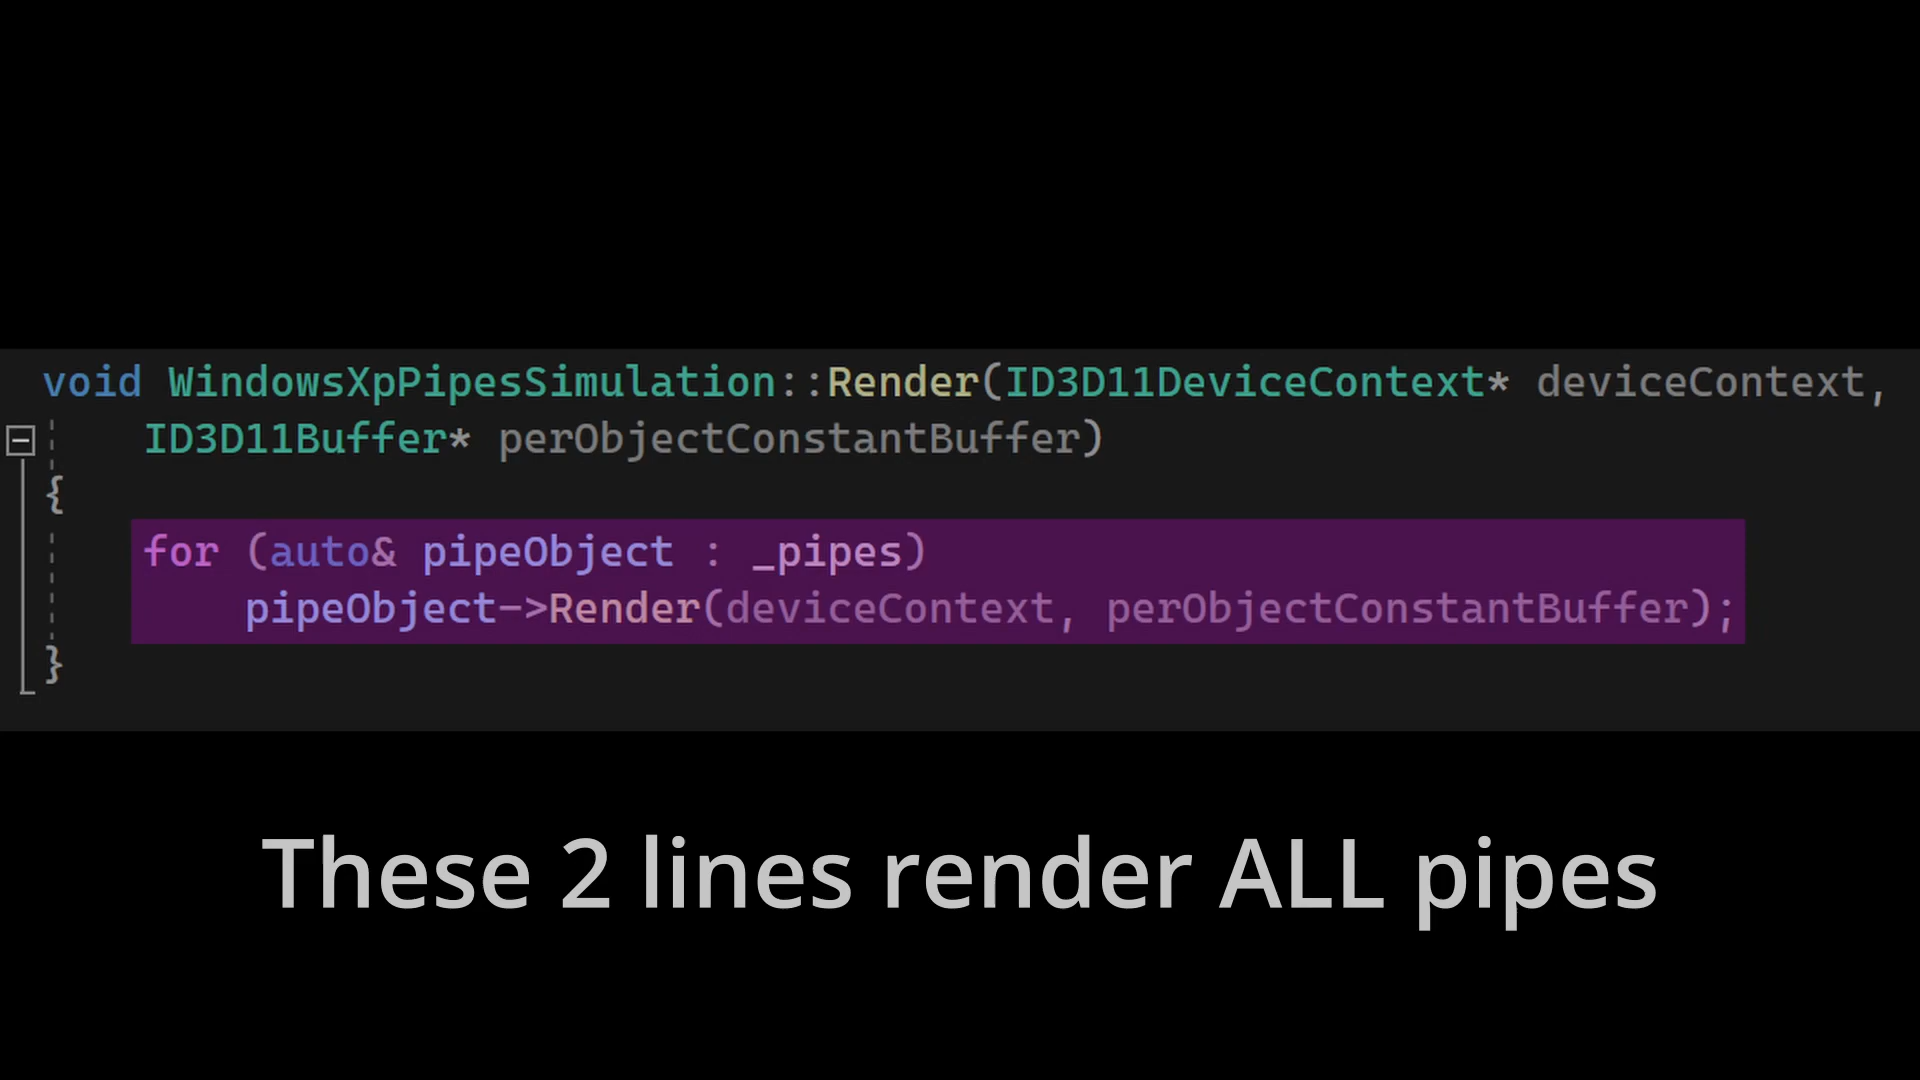 void WindowsXpPipesSimulation::Render(ID3D11DeviceContext* deviceContext,
ID3D11Buffer* perObjectConstantBuffer)
{
for (auto& pipeObject : _pipes)
pipeObject->Render(deviceContext, perObjectConstantBuffer);
}
These 2 lines render ALL pipes